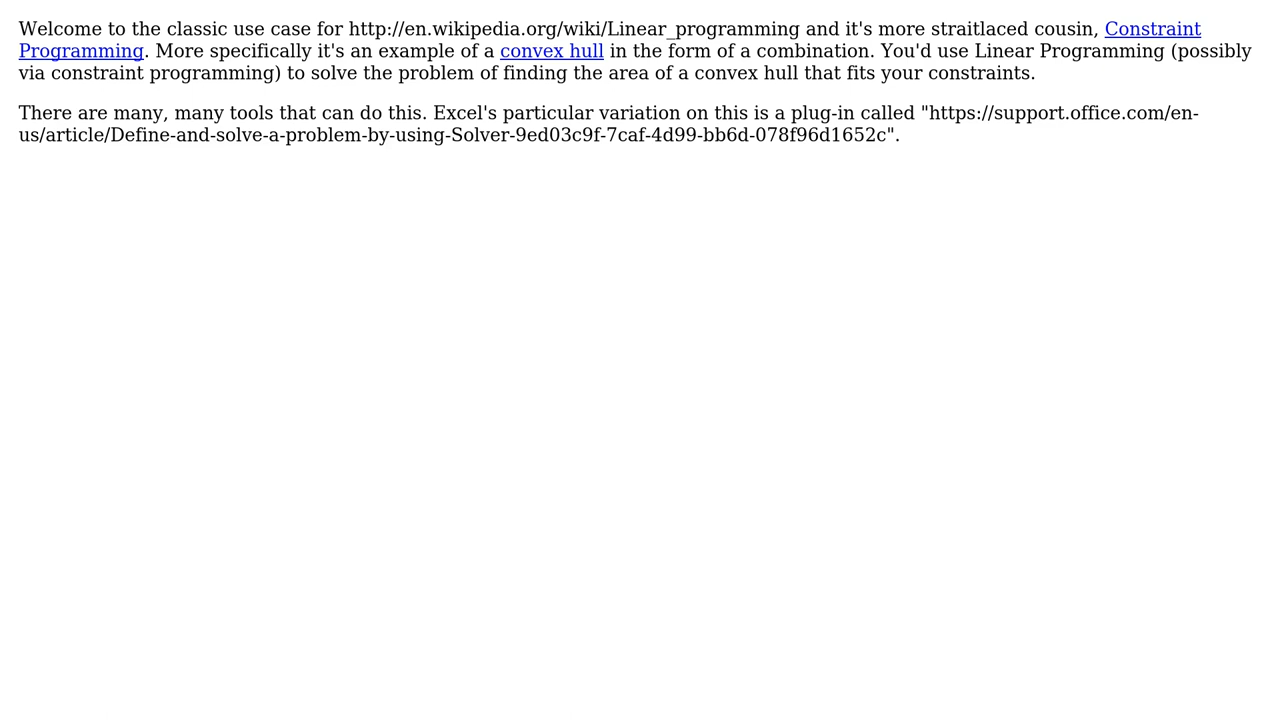 Welcome to the classic use case for http://en.wikipedia.org/wiki/Linear_programming and it's more straitlaced cousin, Constraint
Programming. More specifically it's an example of a convex hull in the form of a combination. You'd use Linear Programming (possibly
via constraint programming) to solve the problem of finding the area of a convex hull that fits your constraints.
There are many, many tools that can do this. Excel's particular variation on this is a plug-in called "https://support.office.com/en-
us/article/Define-and-solve-a-problem-by-using-Solver-9ed03c9f-7caf-4d99-bb6d-078f96d1652c".